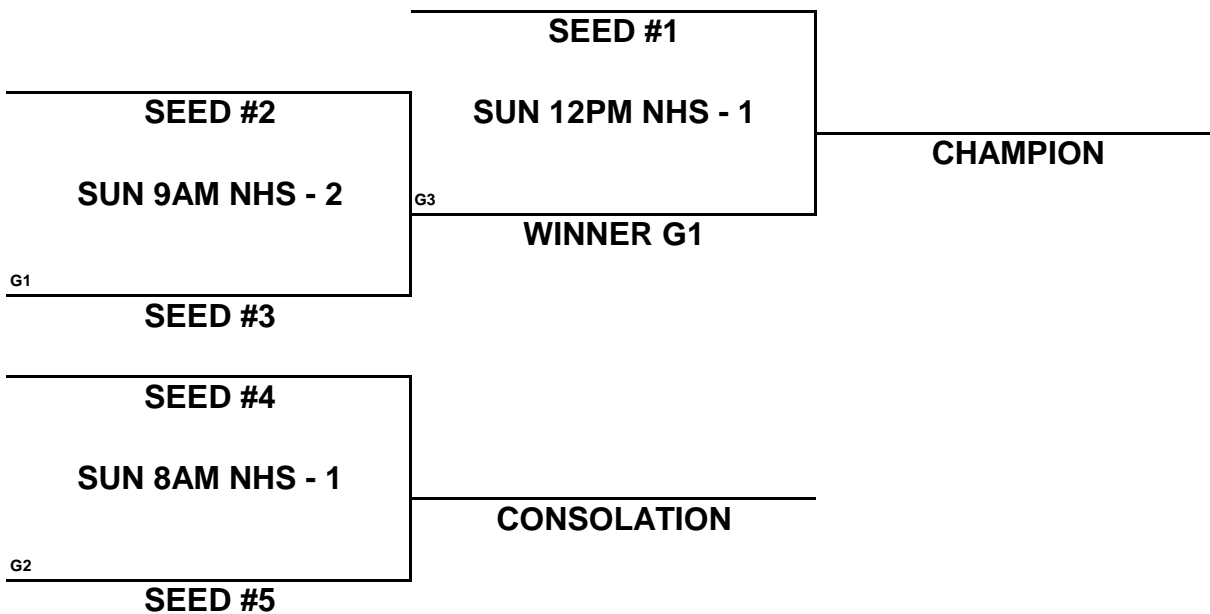 SEED #1
SEED #2
SUN 12PM NHS - 1
CHAMPION
SUN 9AM NHS - 2
G3
WINNER G1
G1
SEED #3
SEED #4
SUN 8AM NHS - 1
CONSOLATION
G2
SEED #5